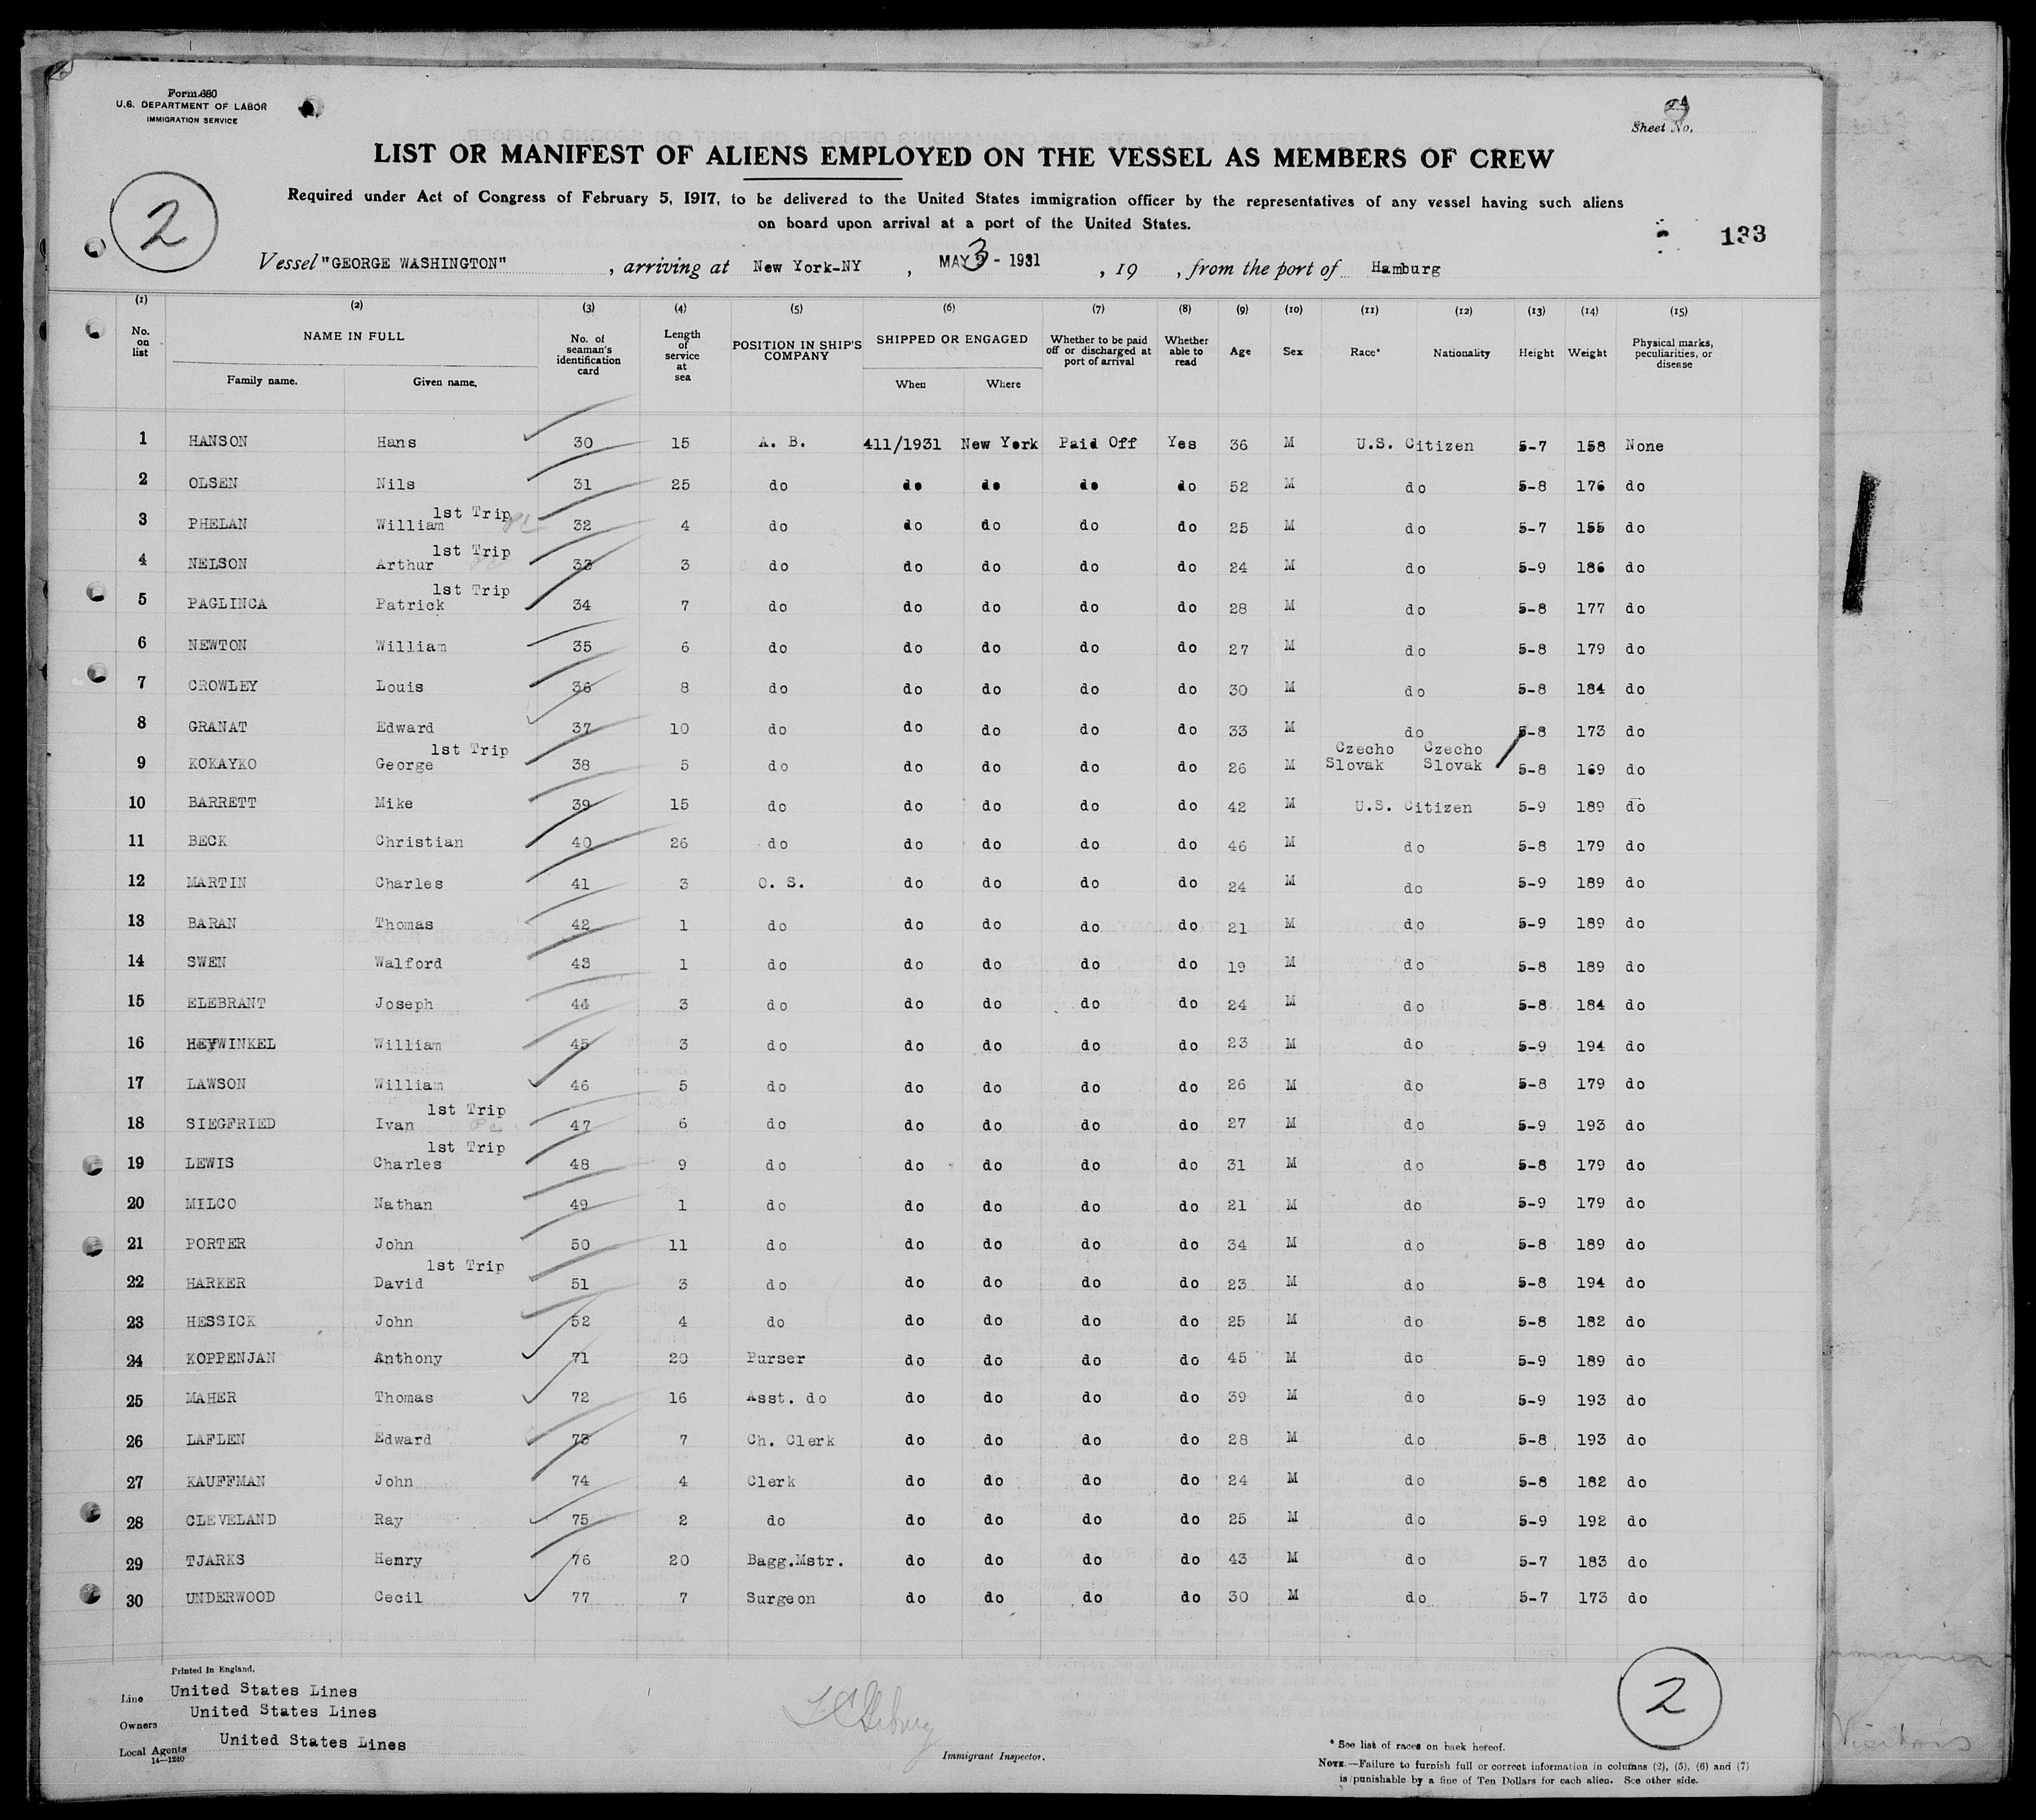 Form 680
U.S. DEPARTMENT OF LABOR
IMMIGRATION SERVICE
Sheet No.
LIST OR MANIFEST OF ALIENS EMPLOYED ON THE VESSEL AS MEMBERS OF CREW
Required under Act of Congress of February 5, 1917, to be delivered to the United States immigration officer by the representatives of any vessel having such aliens
on board upon arrival at a port of the United States.
2
133
Vessel "GEORGE WASHINGTON" , arriving at New York-NY , MAY 3 - 1931 , 19 , from the port of Hamburg
(1) (2) (3) (4) (5) (6) (7) (8) (9) (10) (11) (12) (13) (14) (15)
No. on list NAME IN FULL Family name. Given name. No. of seaman's identification card Length of service at sea POSITION IN SHIP'S COMPANY SHIPPED OR ENGAGED When Where Whether to be paid off or discharged at port of arrival Whether able to read Age Sex Race* Nationality Height Weight Physical marks, peculiarities, or disease
1 HANSON Hans 30 15 A. B. 411/1931 New York Paid Off Yes 36 M U.S. Citizen 5-7 158 None
2 OLSEN Nils 31 25 do do do do do 52 M do 5-8 176 do
1st Trip
3 PHELAN William 32 4 do do do do do 25 M do 5-7 155 do
1st Trip
4 NELSON Arthur 33 3 do do do do do 24 M do 5-9 186 do
1st Trip
5 PAGLINCA Patrick 34 7 do do do do do 28 M do 5-8 177 do
6 NEWTON William 35 6 do do do do do 27 M do 5-8 179 do
7 CROWLEY Louis 36 8 do do do do do 30 M do 5-8 184 do
8 GRANAT Edward 37 10 do do do do do 33 M do 5-8 173 do
1st Trip Czecho Czecho
9 KOKAYKO George 38 5 do do do do do 26 M Slovak Slovak 5-8 169 do
10 BARRETT Mike 39 15 do do do do do 42 M U.S. Citizen 5-9 189 do
11 BECK Christian 40 26 do do do do do 46 M do 5-8 179 do
12 MARTIN Charles 41 3 O. S. do do do do 24 M do 5-9 189 do
13 BARAN Thomas 42 1 do do do do do 21 M do 5-9 189 do
14 SWEN Walford 43 1 do do do do do 19 M do 5-8 189 do
15 ELEBRANT Joseph 44 3 do do do do do 24 M do 5-8 184 do
16 HEYWINKEL William 45 3 do do do do do 23 M do 5-9 194 do
17 LAWSON William 46 5 do do do do do 26 M do 5-8 179 do
1st Trip
18 SIEGFRIED Ivan 47 6 do do do do do 27 M do 5-9 193 do
1st Trip
19 LEWIS Charles 48 9 do do do do do 31 M do 5-8 179 do
20 MILCO Nathan 49 1 do do do do do 21 M do 5-9 179 do
21 PORTER John 50 11 do do do do do 34 M do 5-8 189 do
1st Trip
22 HARKER David 51 3 do do do do do 23 M do 5-8 194 do
23 HESSICK John 52 4 do do do do do 25 M do 5-8 182 do
24 KOPPENJAN Anthony 71 20 Purser do do do do 45 M do 5-9 189 do
25 MAHER Thomas 72 16 Asst. do do do do do 39 M do 5-9 193 do
26 LAFLEN Edward 73 7 Ch. Clerk do do do do 28 M do 5-8 193 do
27 KAUFFMAN John 74 4 Clerk do do do do 24 M do 5-8 182 do
28 CLEVELAND Ray 75 2 do do do do do 25 M do 5-9 192 do
29 TJARKS Henry 76 20 Bagg.Mstr. do do do do 43 M do 5-7 183 do
30 UNDERWOOD Cecil 77 7 Surgeon do do do do 30 M do 5-7 173 do
Printed in England.
Line United States Lines
Owners United States Lines
Local Agents United States Lines
14-1240
Immigrant Inspector.
2
* See list of races on back hereof.
NOTE.—Failure to furnish full or correct information in columns (2), (5), (6) and (7)
is punishable by a fine of Ten Dollars for each alien. See other side.
Visitors